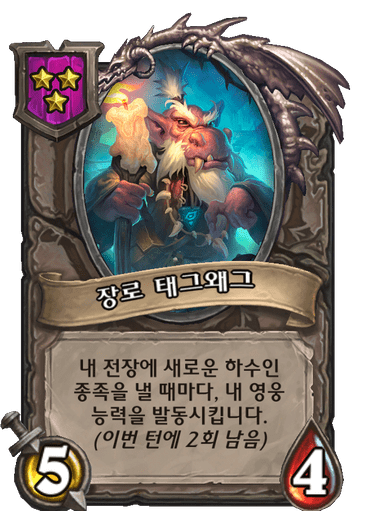 장로 태그왜그
내 전장에 새로운 하수인
종족을 낼 때마다, 내 영웅
능력을 발동시킵니다.
(이번 턴에 2회 남음)
5
4